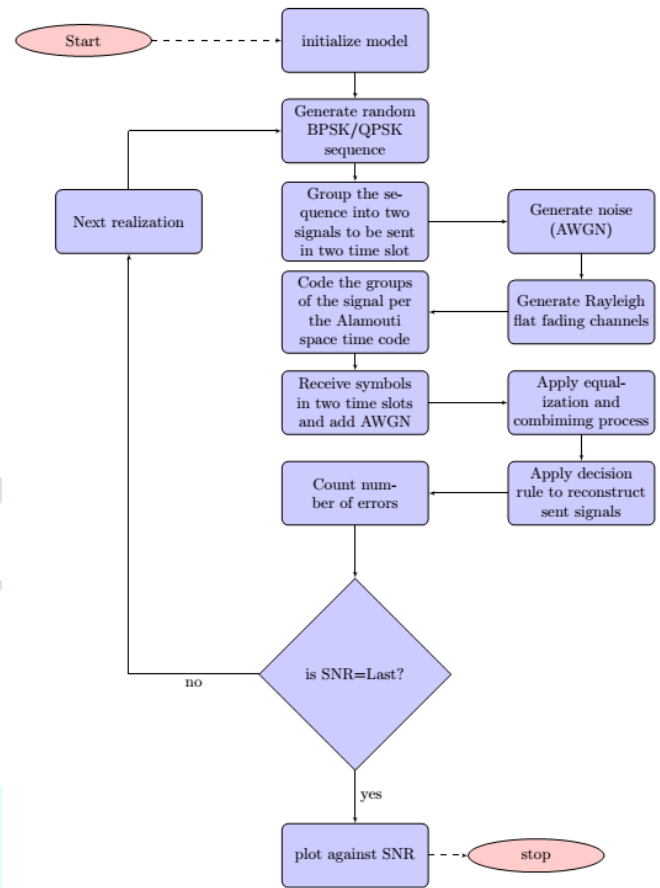 Start
initialize model
Generate random
BPSK/QPSK
sequence
Group the se-
quence into two
signals to be sent
in two time slot
Generate noise
(AWGN)
Next realization
Code the groups
of the signal per
the Alamouti
space time code
Generate Rayleigh
flat fading channels
Receive symbols
in two time slots
and add AWGN
Apply equal-
ization and
combimimg process
Count num-
ber of errors
Apply decision
rule to reconstruct
sent signals
is SNR=Last?
no
yes
plot against SNR
stop